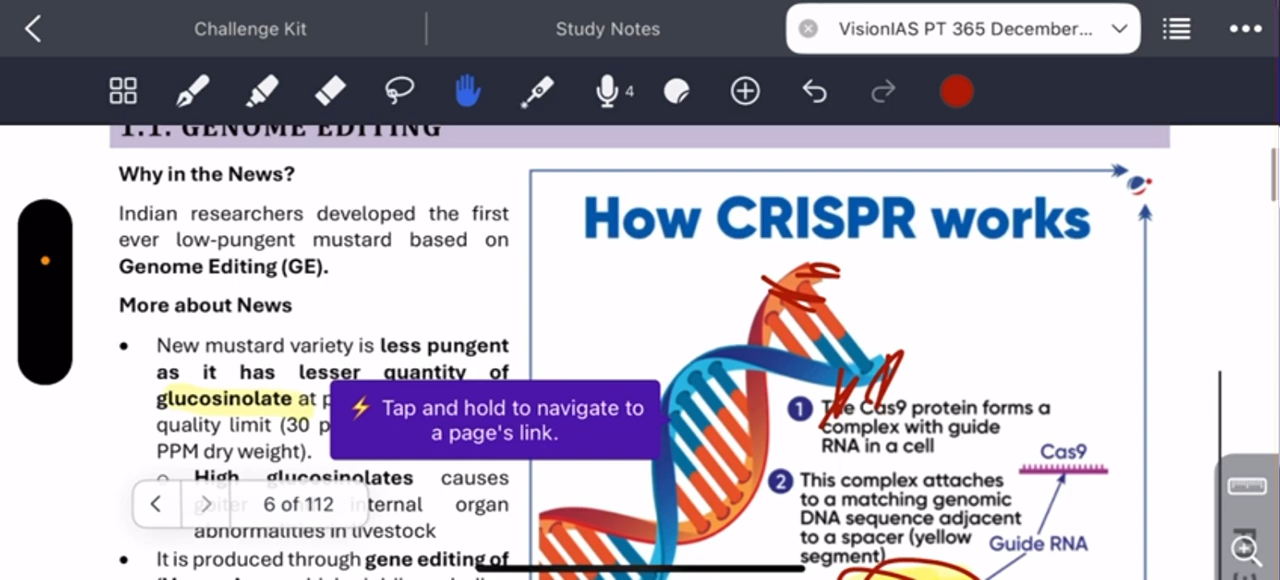 Challenge Kit
Study Notes
VisionIAS PT 365 December...
4
1.1. GENOME EDITING
Why in the News?
Indian researchers developed the first
ever low-pungent mustard based on
Genome Editing (GE).
More about News
• New mustard variety is less pungent
as it has lesser quantity of
glucosinolate at
quality limit (30
PPM dry weight).
○ High glucosinolates causes
goiter internal organ
abnormalities in livestock
• It is produced through gene editing of
⚡ Tap and hold to navigate to
a page's link.
6 of 112
How CRISPR works
1 The Cas9 protein forms a
complex with guide
RNA in a cell
2 This complex attaches
to a matching genomic
DNA sequence adjacent
to a spacer (yellow
segment)
Cas9
Guide RNA